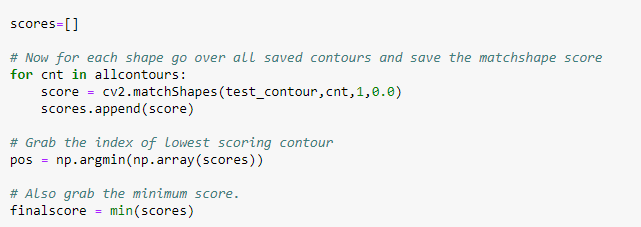 scores=[]
# Now for each shape go over all saved contours and save the matchshape score
for cnt in allcontours:
    score = cv2.matchShapes(test_contour,cnt,1,0.0)
    scores.append(score)
# Grab the index of lowest scoring contour
pos = np.argmin(np.array(scores))
# Also grab the minimum score.
finalscore = min(scores)